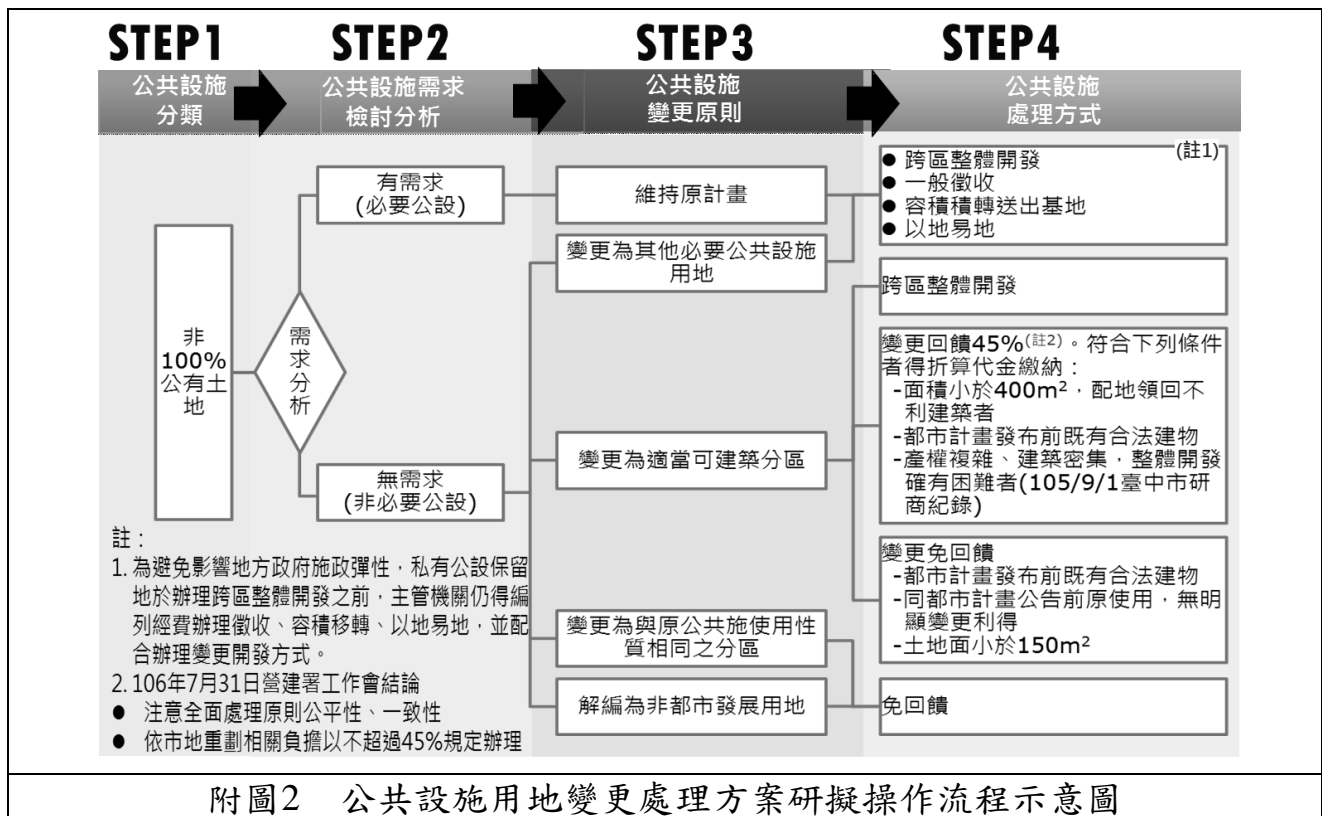 STEP1
STEP2
STEP3
STEP4
公共設施
分類
公共設施需求
檢討分析
公共設施
變更原則
公共設施
處理方式
非
100%
公有土
地
需
求
分
析
有需求
(必要公設)
無需求
(非必要公設)
維持原計畫
變更為其他必要公共設施
用地
變更為適當可建築分區
變更為與原公共施使用性
質相同之分區
解編為非都市發展用地
(註1)
● 跨區整體開發
● 一般徵收
● 容積積轉送出基地
● 以地易地
跨區整體開發
變更回饋45%(註2)。符合下列條件
者得折算代金繳納：
-面積小於400m²，配地領回不
利建築者
-都市計畫發布前既有合法建物
-產權複雜、建築密集，整體開發
確有困難者(105/9/1臺中市研
商紀錄)
變更免回饋
-都市計畫發布前既有合法建物
-同都市計畫公告前原使用，無明
顯變更利得
-土地面小於150m²
免回饋
註：
1. 為避免影響地方政府施政彈性，私有公設保留
地於辦理跨區整體開發之前，主管機關仍得編
列經費辦理徵收、容積移轉、以地易地，並配
合辦理變更開發方式。
2. 106年7月31日營建署工作會結論
● 注意全面處理原則公平性、一致性
● 依市地重劃相關負擔以不超過45%規定辦理
附圖2 公共設施用地變更處理方案研擬操作流程示意圖